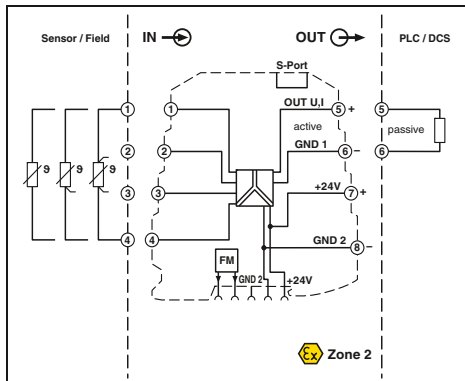 Sensor / Field IN OUT PLC / DCS
S-Port
OUT U,I
1 1 5 + 5
active passive
GND 1
2 2 6 – 6
+24V
3 3 7 +
GND 2
4 4 8 –
ϑ ϑ ϑ
FM
GND 2 +24V
Ex Zone 2